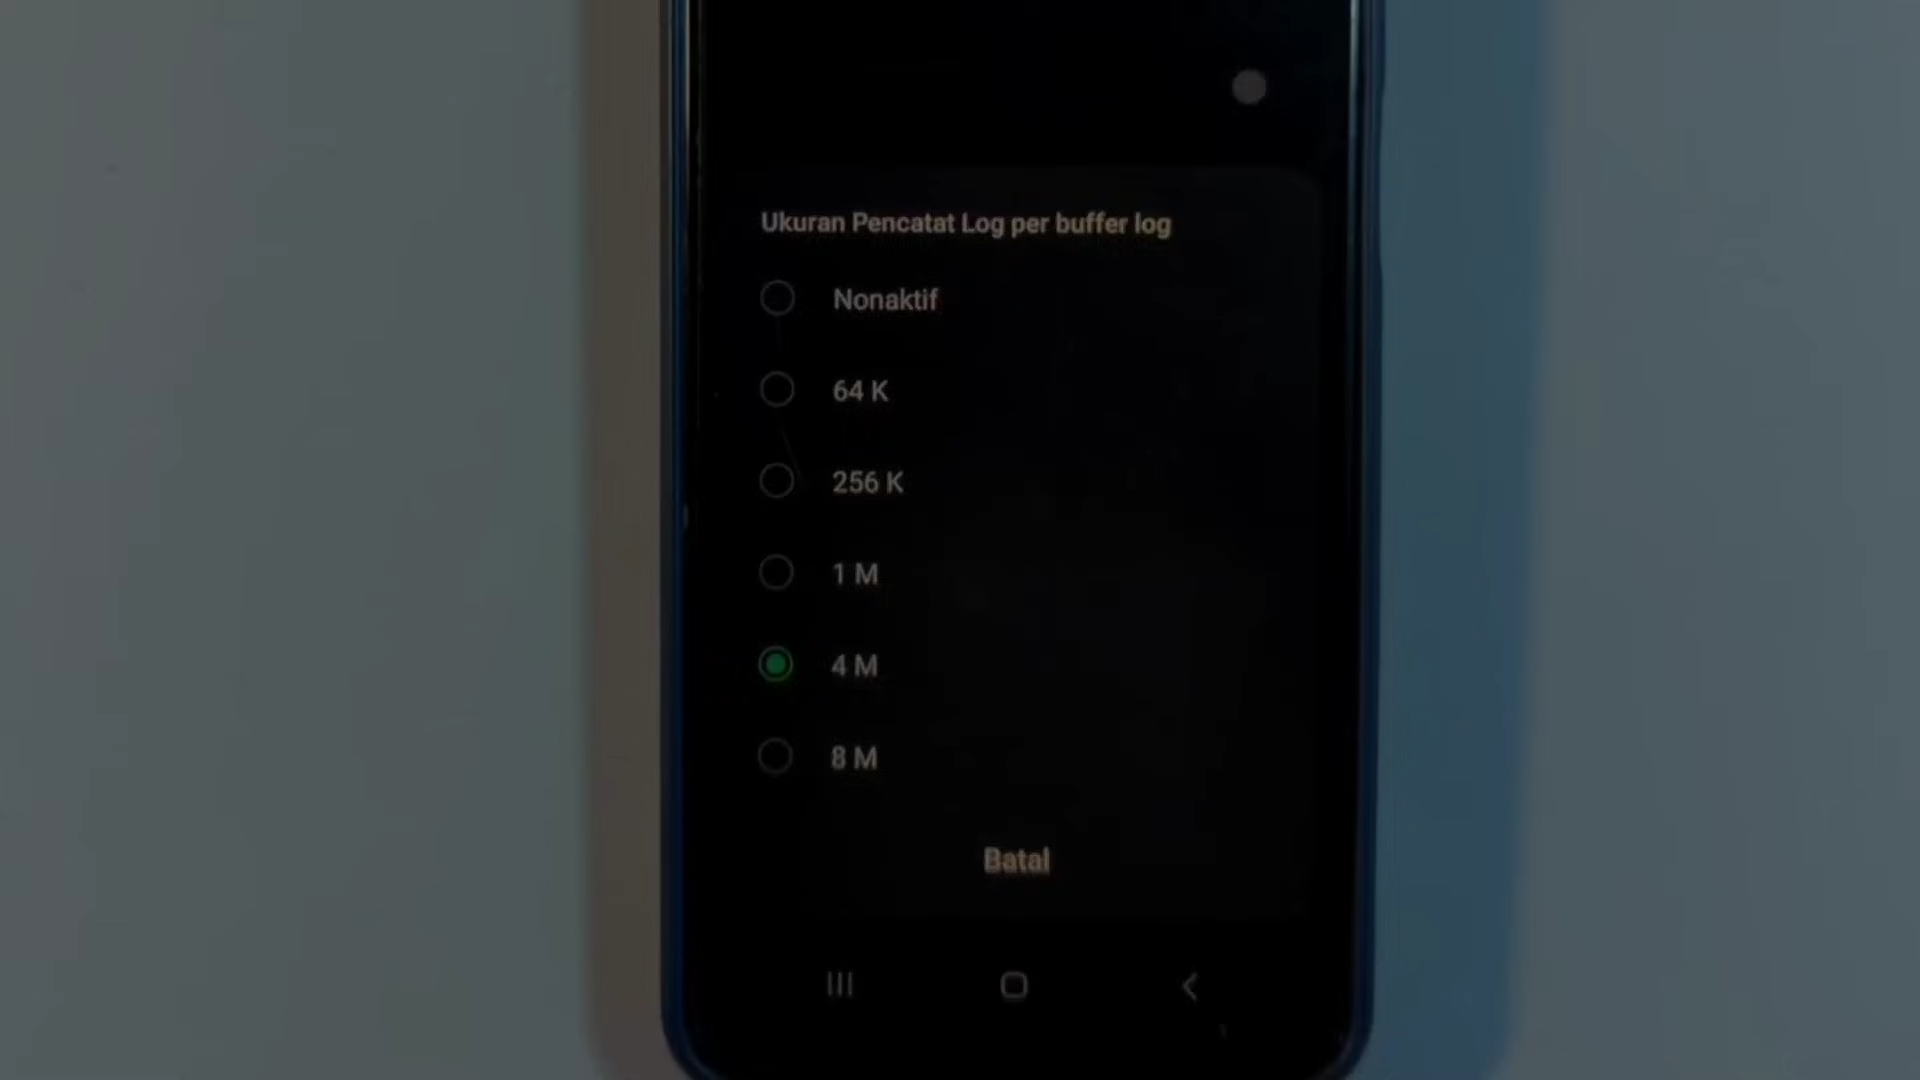 Ukuran Pencatat Log per buffer log
Nonaktif
64 K
256 K
1 M
4 M
8 M
Batal